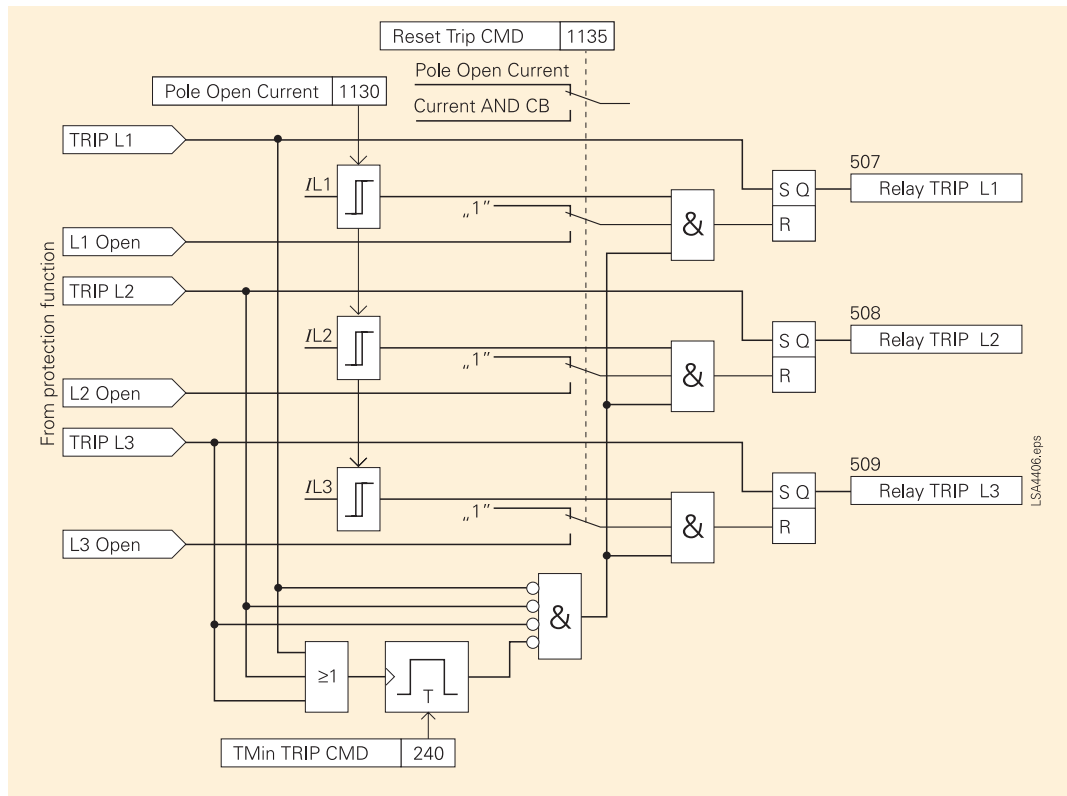 Reset Trip CMD 1135
Pole Open Current
Current AND CB
Pole Open Current 1130
TRIP L1
IL1
„1”
L1 Open
S Q
R
&
507
Relay TRIP L1
From protection function
TRIP L2
IL2
„1”
L2 Open
S Q
R
&
508
Relay TRIP L2
TRIP L3
IL3
„1”
L3 Open
S Q
R
&
509
Relay TRIP L3
LSA4406.eps
&
≥1
T
TMin TRIP CMD 240